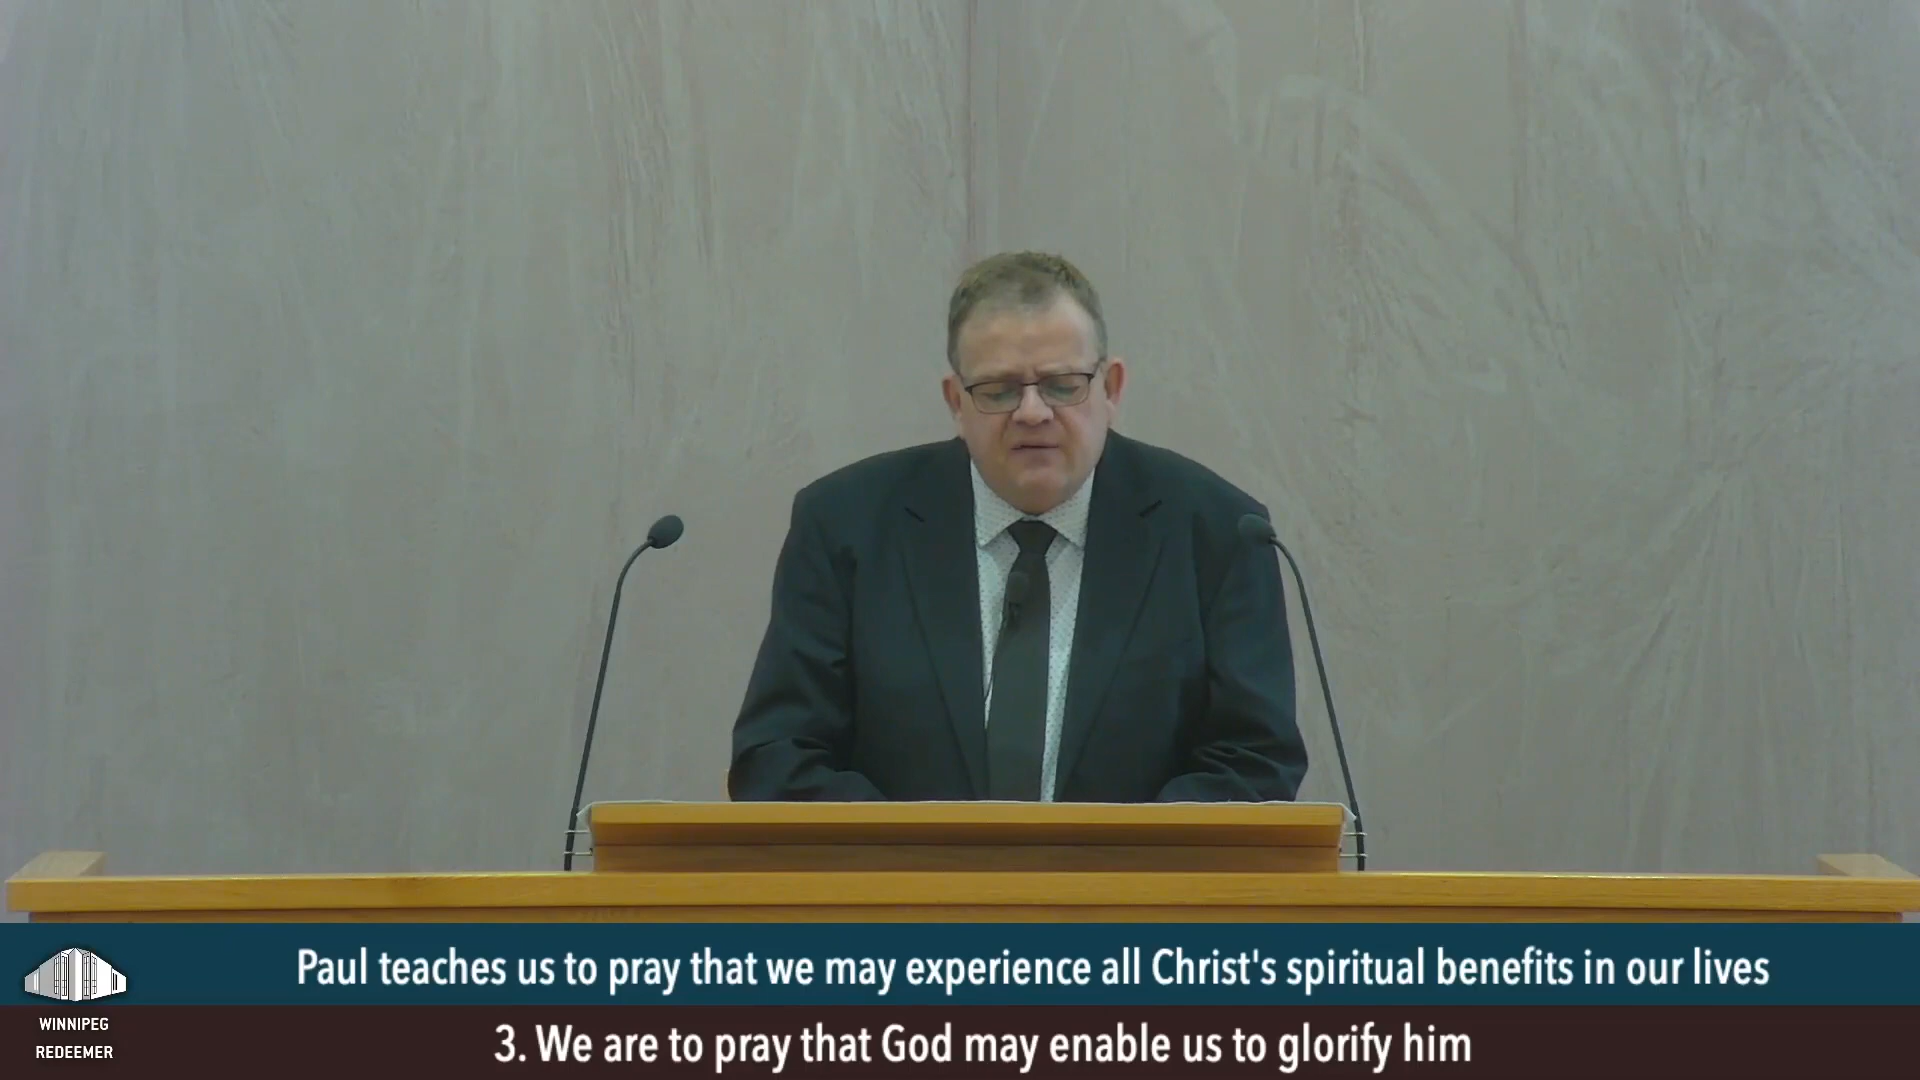 Paul teaches us to pray that we may experience all Christ's spiritual benefits in our lives
WINNIPEG
REDEEMER
3. We are to pray that God may enable us to glorify him